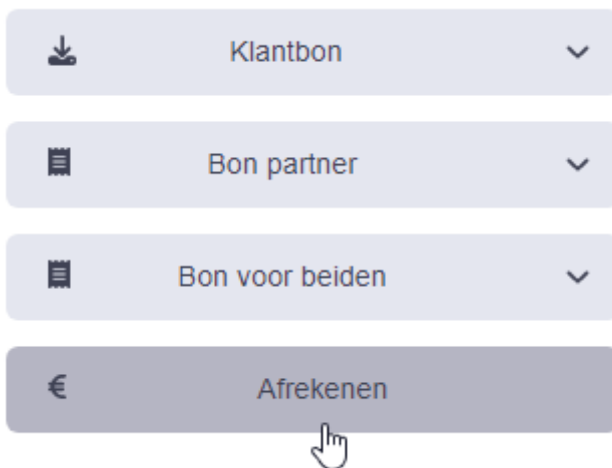 Klantbon
Bon partner
Bon voor beiden
€ Afrekenen